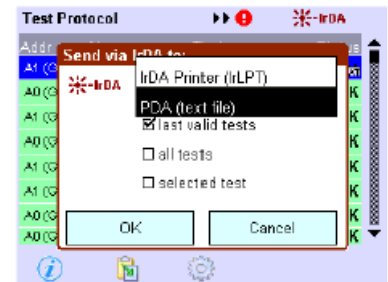 Test Protocol
IrDA
Addr
Send via IrDA to:
IrDA
IrDA Printer (IrLPT)
PDA (text file)
last valid tests
all tests
selected test
OK
Cancel
A1 (G
A0 (G
A1 (G
A0 (G
A1 (G
A1 (G
A0 (G
A0 (G
K
K
K
K
K
K
K